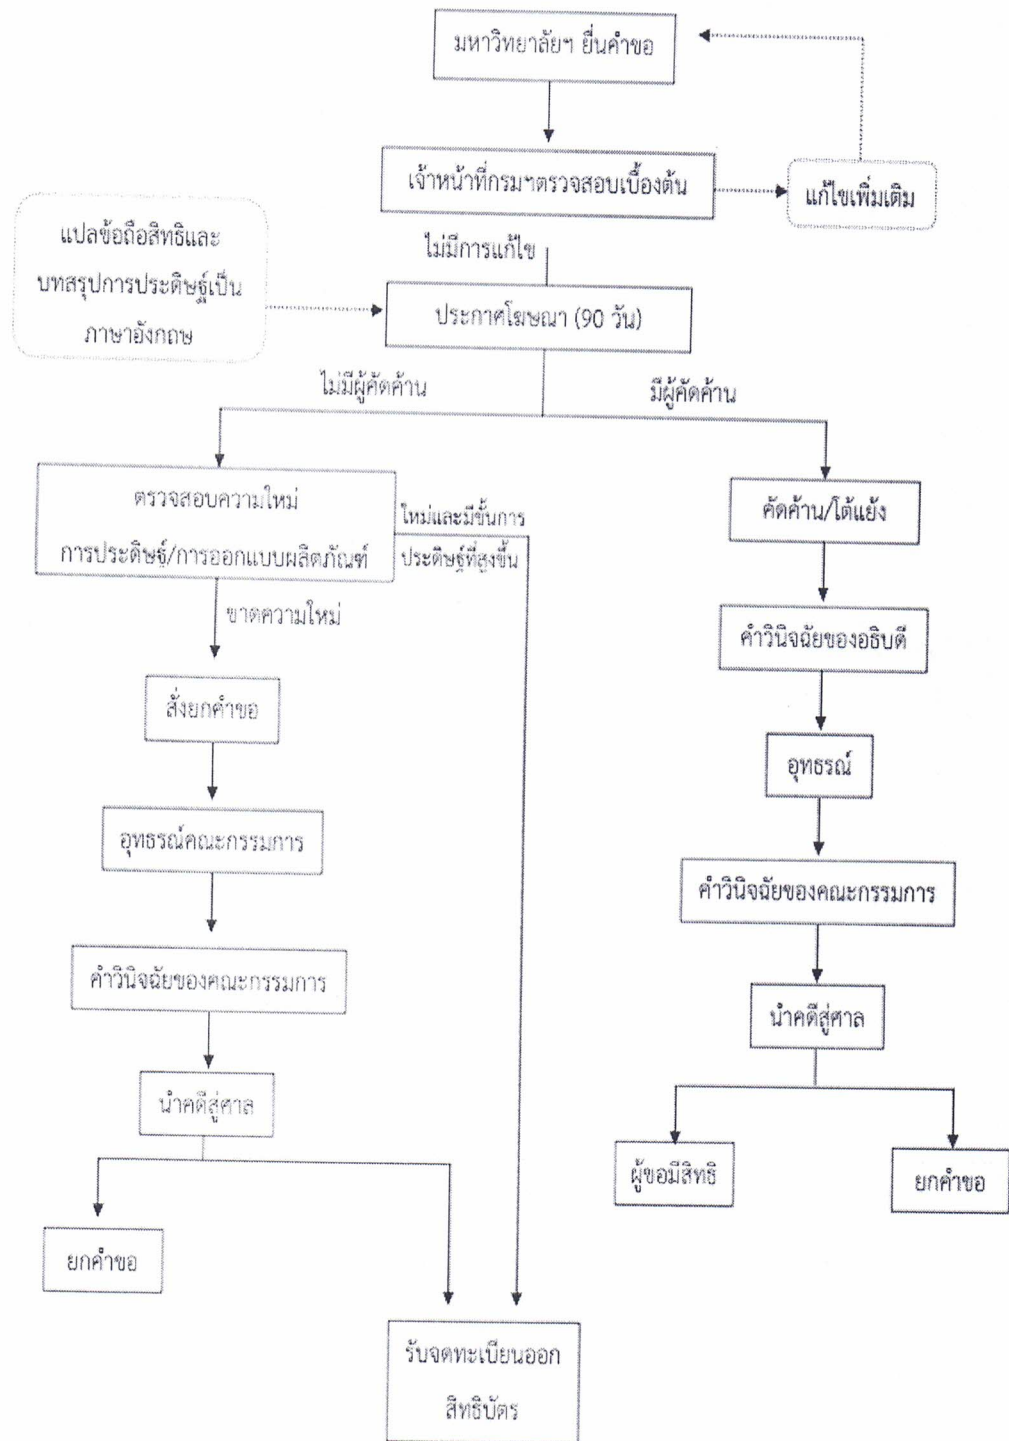 มหาวิทยาลัยฯ ยื่นคำขอ
เจ้าหน้าที่กรมฯตรวจสอบเบื้องต้น
แก้ไขเพิ่มเติม
แปลข้อถือสิทธิและ
บทสรุปการประดิษฐ์เป็น
ภาษาอังกฤษ
ไม่มีการแก้ไข
ประกาศโฆษณา (90 วัน)
ไม่มีผู้คัดค้าน
มีผู้คัดค้าน
ตรวจสอบความใหม่
การประดิษฐ์/การออกแบบผลิตภัณฑ์
ใหม่และมีขั้นการ
ประดิษฐ์ที่สูงขึ้น
ขาดความใหม่
สั่งยกคำขอ
อุทธรณ์คณะกรรมการ
คำวินิจฉัยของคณะกรรมการ
นำคดีสู่ศาล
ยกคำขอ
รับจดทะเบียนออก
สิทธิบัตร
คัดค้าน/โต้แย้ง
คำวินิจฉัยของอธิบดี
อุทธรณ์
คำวินิจฉัยของคณะกรรมการ
นำคดีสู่ศาล
ผู้ขอมีสิทธิ
ยกคำขอ